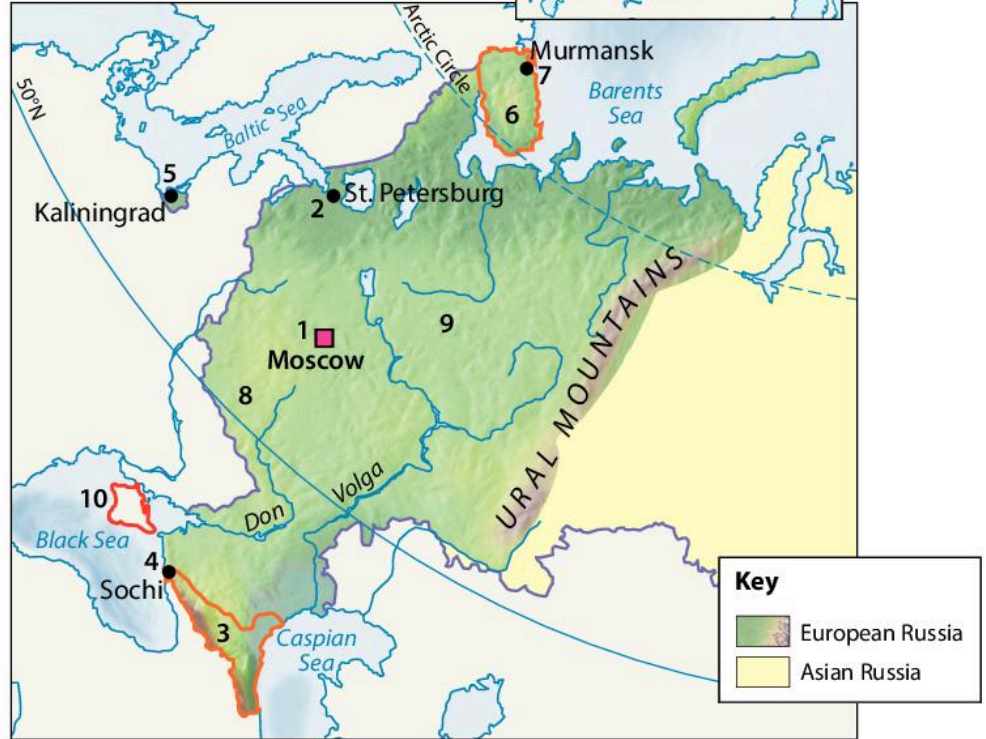 Arctic Circle
Murmansk
7
Barents
Sea
6
50°N
Baltic Sea
5
Kaliningrad
2
St. Petersburg
URAL MOUNTAINS
9
1
Moscow
8
Volga
Don
10
Black Sea
4
Sochi
3
Caspian
Sea
Key
European Russia
Asian Russia